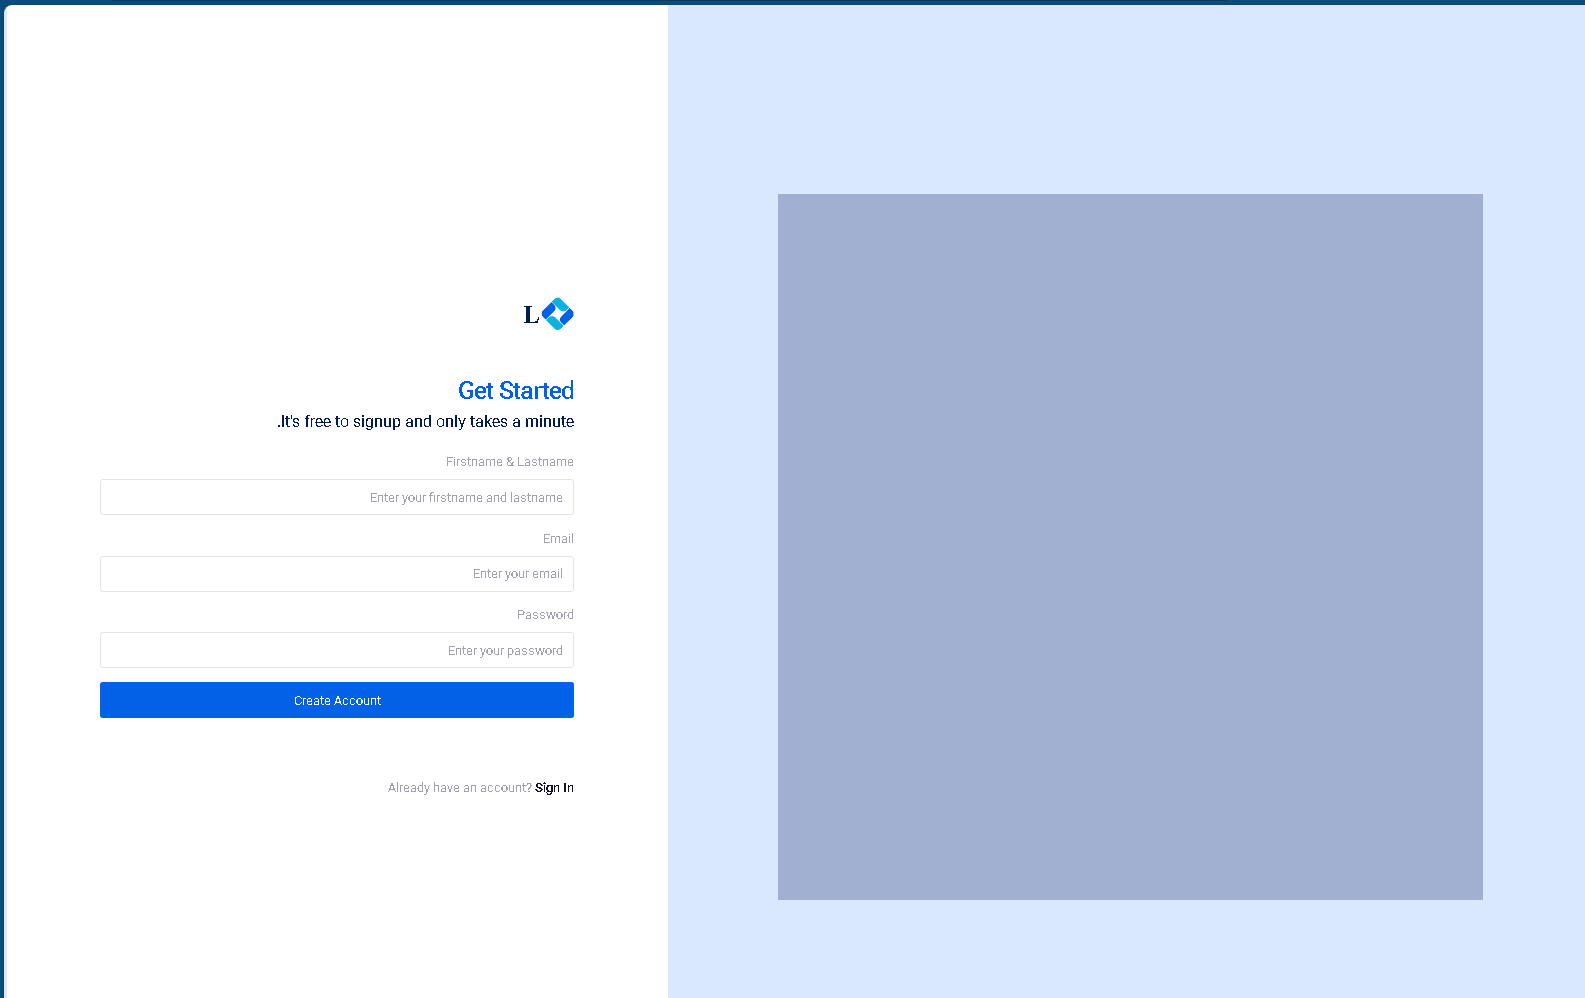 L
Get Started
.It's free to signup and only takes a minute
Firstname & Lastname
Enter your firstname and lastname
Email
Enter your email
Password
Enter your password
Create Account
Already have an account? Sign In